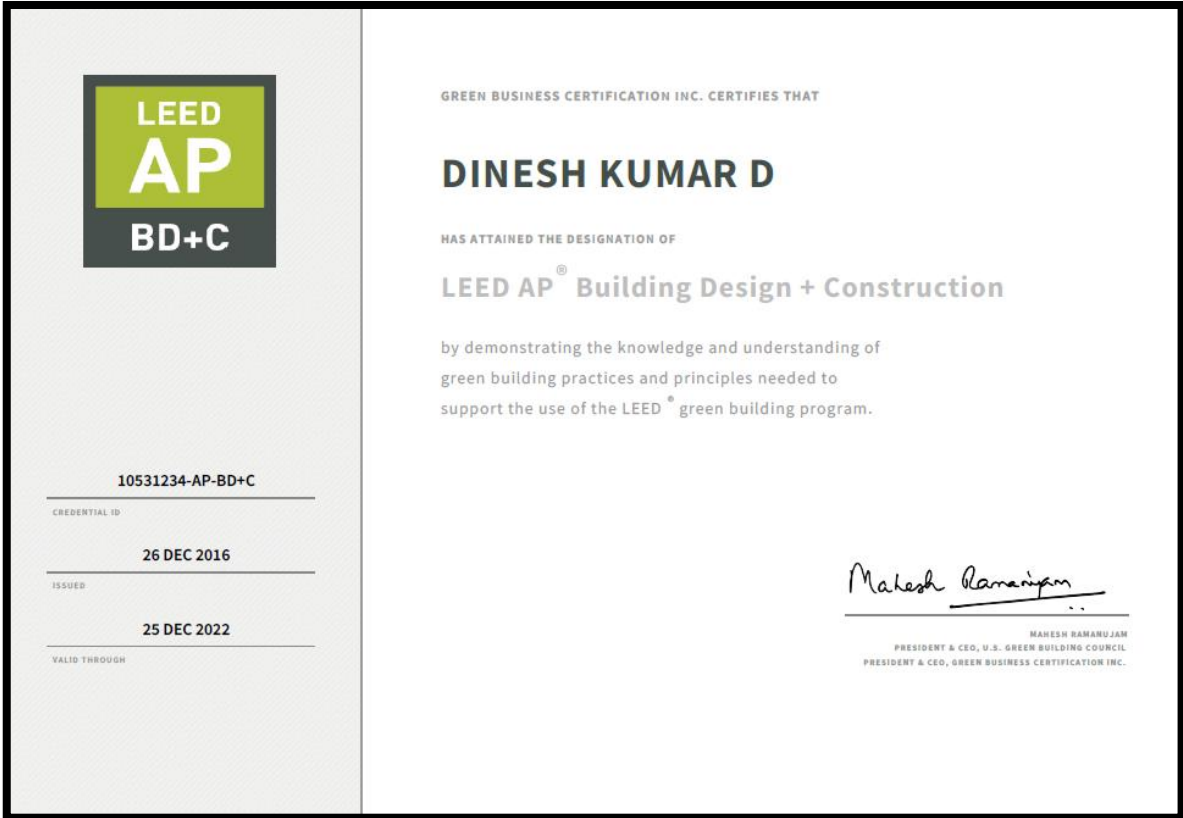 LEED
AP
BD+C
10531234-AP-BD+C
CREDENTIAL ID
26 DEC 2016
ISSUED
25 DEC 2022
VALID THROUGH
GREEN BUSINESS CERTIFICATION INC. CERTIFIES THAT
DINESH KUMAR D
HAS ATTAINED THE DESIGNATION OF
LEED AP® Building Design + Construction
by demonstrating the knowledge and understanding of
green building practices and principles needed to
support the use of the LEED ® green building program.
Mahesh Ramanujam
MAHESH RAMANUJAM
PRESIDENT & CEO, U.S. GREEN BUILDING COUNCIL
PRESIDENT & CEO, GREEN BUSINESS CERTIFICATION INC.